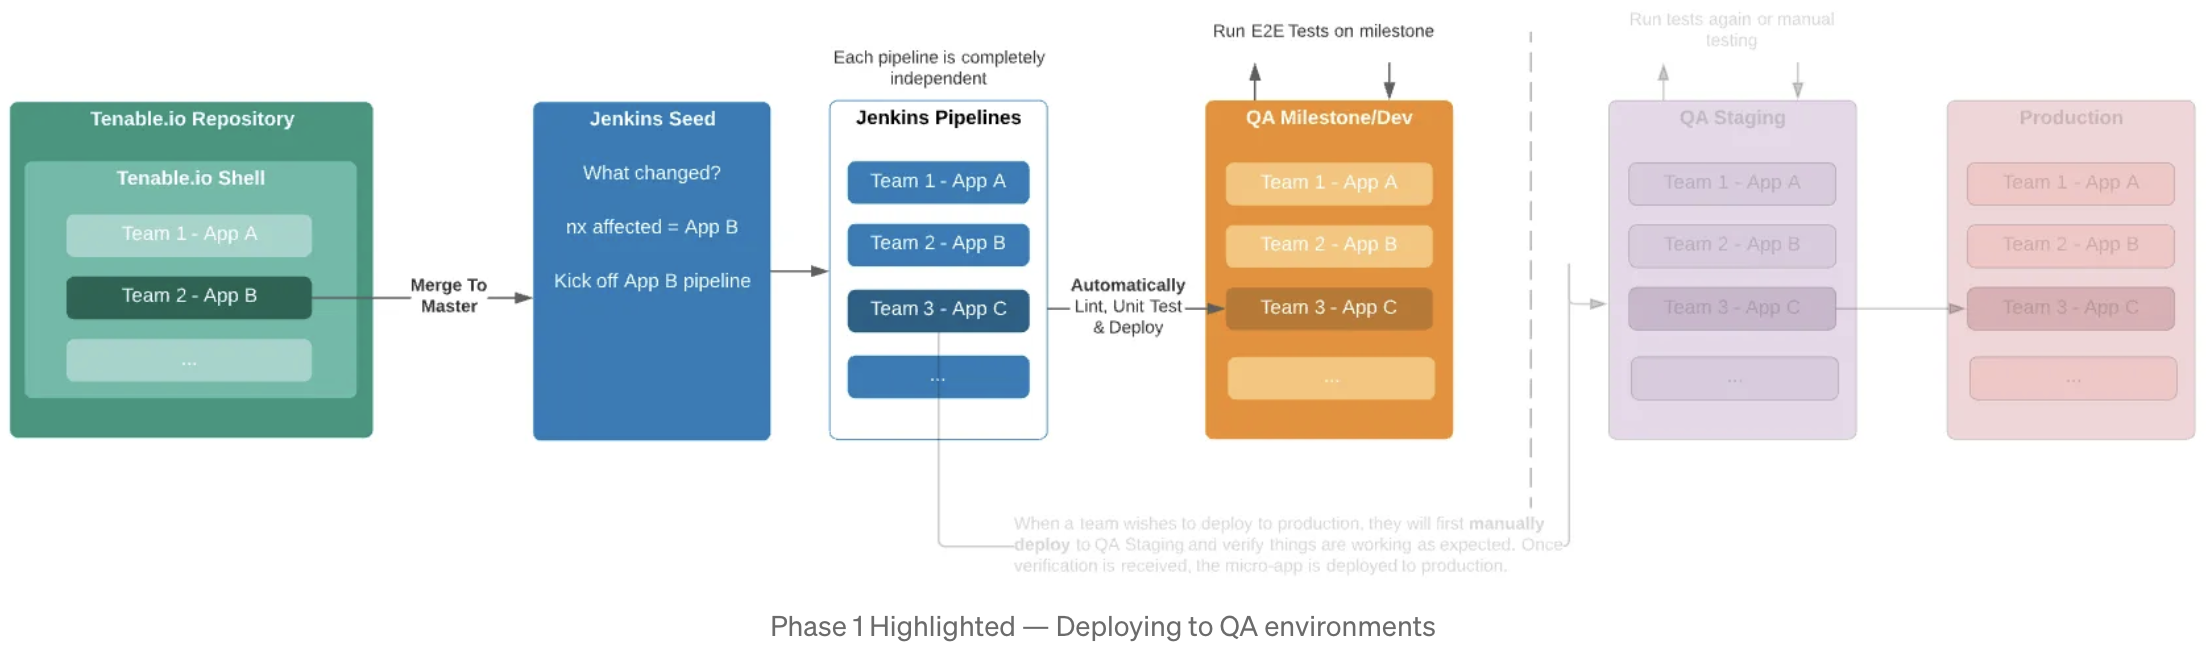 Tenable.io Repository
Tenable.io Shell
Team 1 - App A
Team 2 - App B
...
Merge To
Master
Jenkins Seed
What changed?
nx affected = App B
Kick off App B pipeline
Each pipeline is completely
independent
Jenkins Pipelines
Team 1 - App A
Team 2 - App B
Team 3 - App C
...
Automatically
Lint, Unit Test
& Deploy
Run E2E Tests on milestone
QA Milestone/Dev
Team 1 - App A
Team 2 - App B
Team 3 - App C
...
Run tests again or manual
testing
QA Staging
Team 1 - App A
Team 2 - App B
Team 3 - App C
...
Production
Team 1 - App A
Team 2 - App B
Team 3 - App C
...
When a team wishes to deploy to production, they will first manually
deploy to QA Staging and verify things are working as expected. Once
verification is received, the micro-app is deployed to production.
Phase 1 Highlighted — Deploying to QA environments